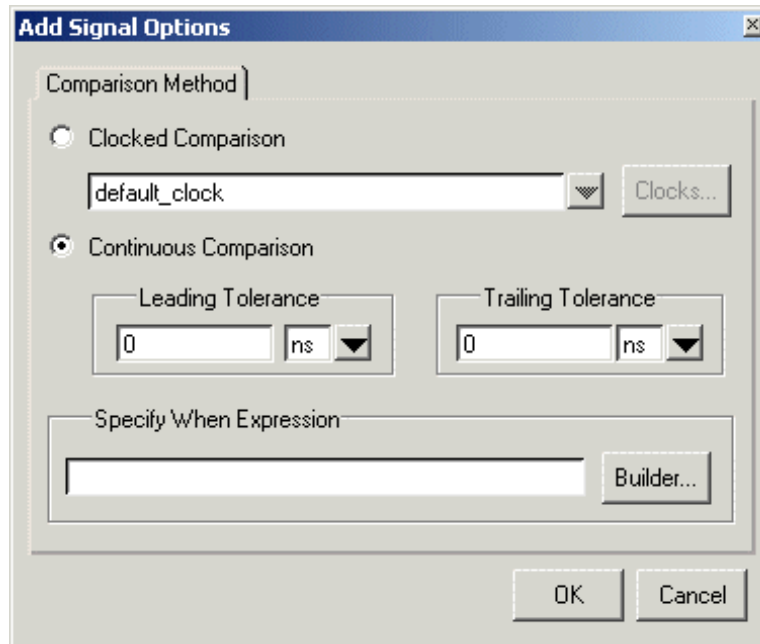 Add Signal Options
Comparison Method
Clocked Comparison
default_clock
Clocks...
Continuous Comparison
Leading Tolerance
Trailing Tolerance
0 ns
0 ns
Specify When Expression
Builder...
OK
Cancel